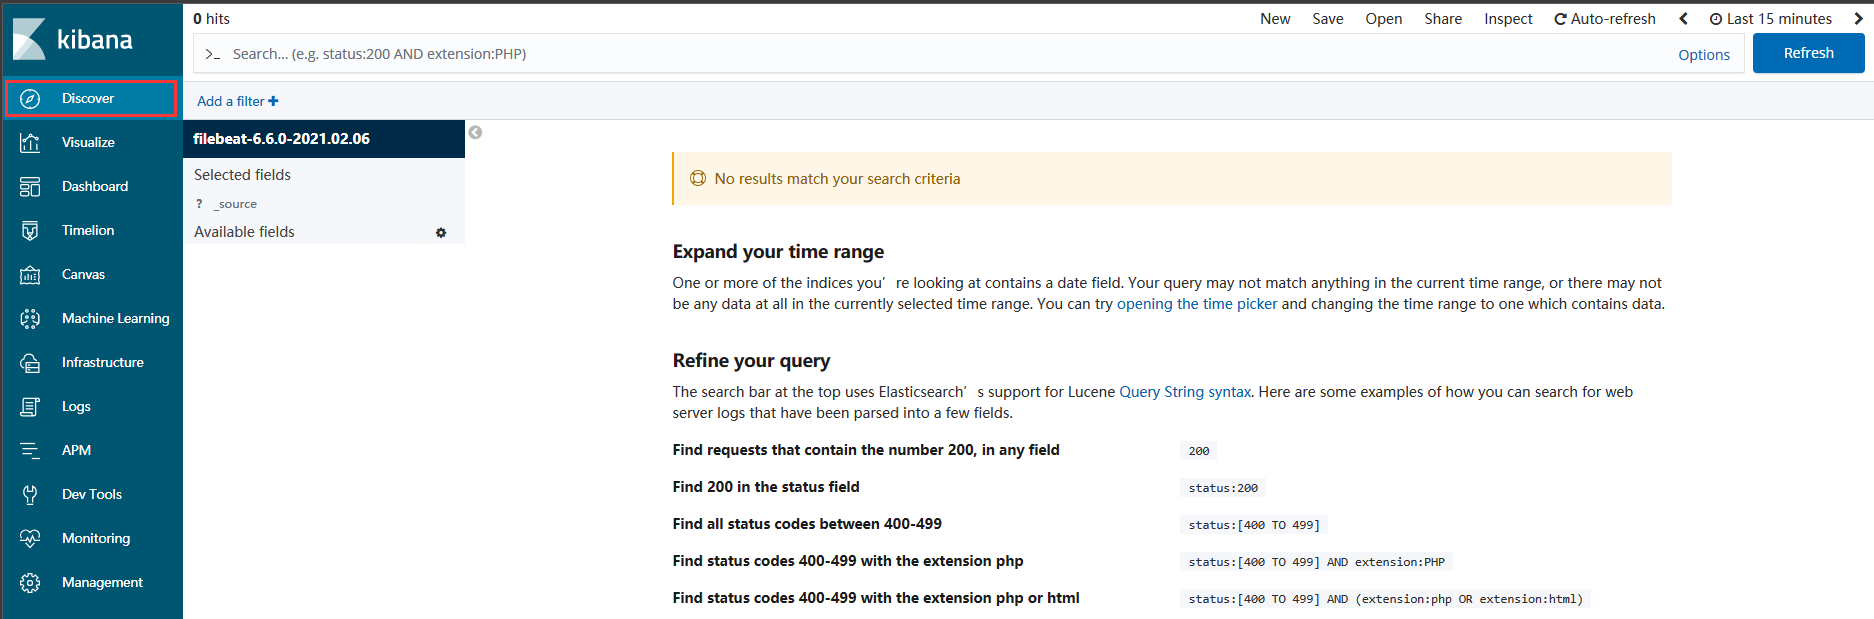 kibana
Discover
Visualize
Dashboard
Timelion
Canvas
Machine Learning
Infrastructure
Logs
APM
Dev Tools
Monitoring
Management
0 hits
New Save Open Share Inspect Auto-refresh Last 15 minutes
>_ Search... (e.g. status:200 AND extension:PHP) Options Refresh
Add a filter +
filebeat-6.6.0-2021.02.06
Selected fields
? _source
Available fields
No results match your search criteria
Expand your time range
One or more of the indices you’re looking at contains a date field. Your query may not match anything in the current time range, or there may not
be any data at all in the currently selected time range. You can try opening the time picker and changing the time range to one which contains data.
Refine your query
The search bar at the top uses Elasticsearch’s support for Lucene Query String syntax. Here are some examples of how you can search for web
server logs that have been parsed into a few fields.
Find requests that contain the number 200, in any field 200
Find 200 in the status field status:200
Find all status codes between 400-499 status:[400 TO 499]
Find status codes 400-499 with the extension php status:[400 TO 499] AND extension:PHP
Find status codes 400-499 with the extension php or html status:[400 TO 499] AND (extension:php OR extension:html)